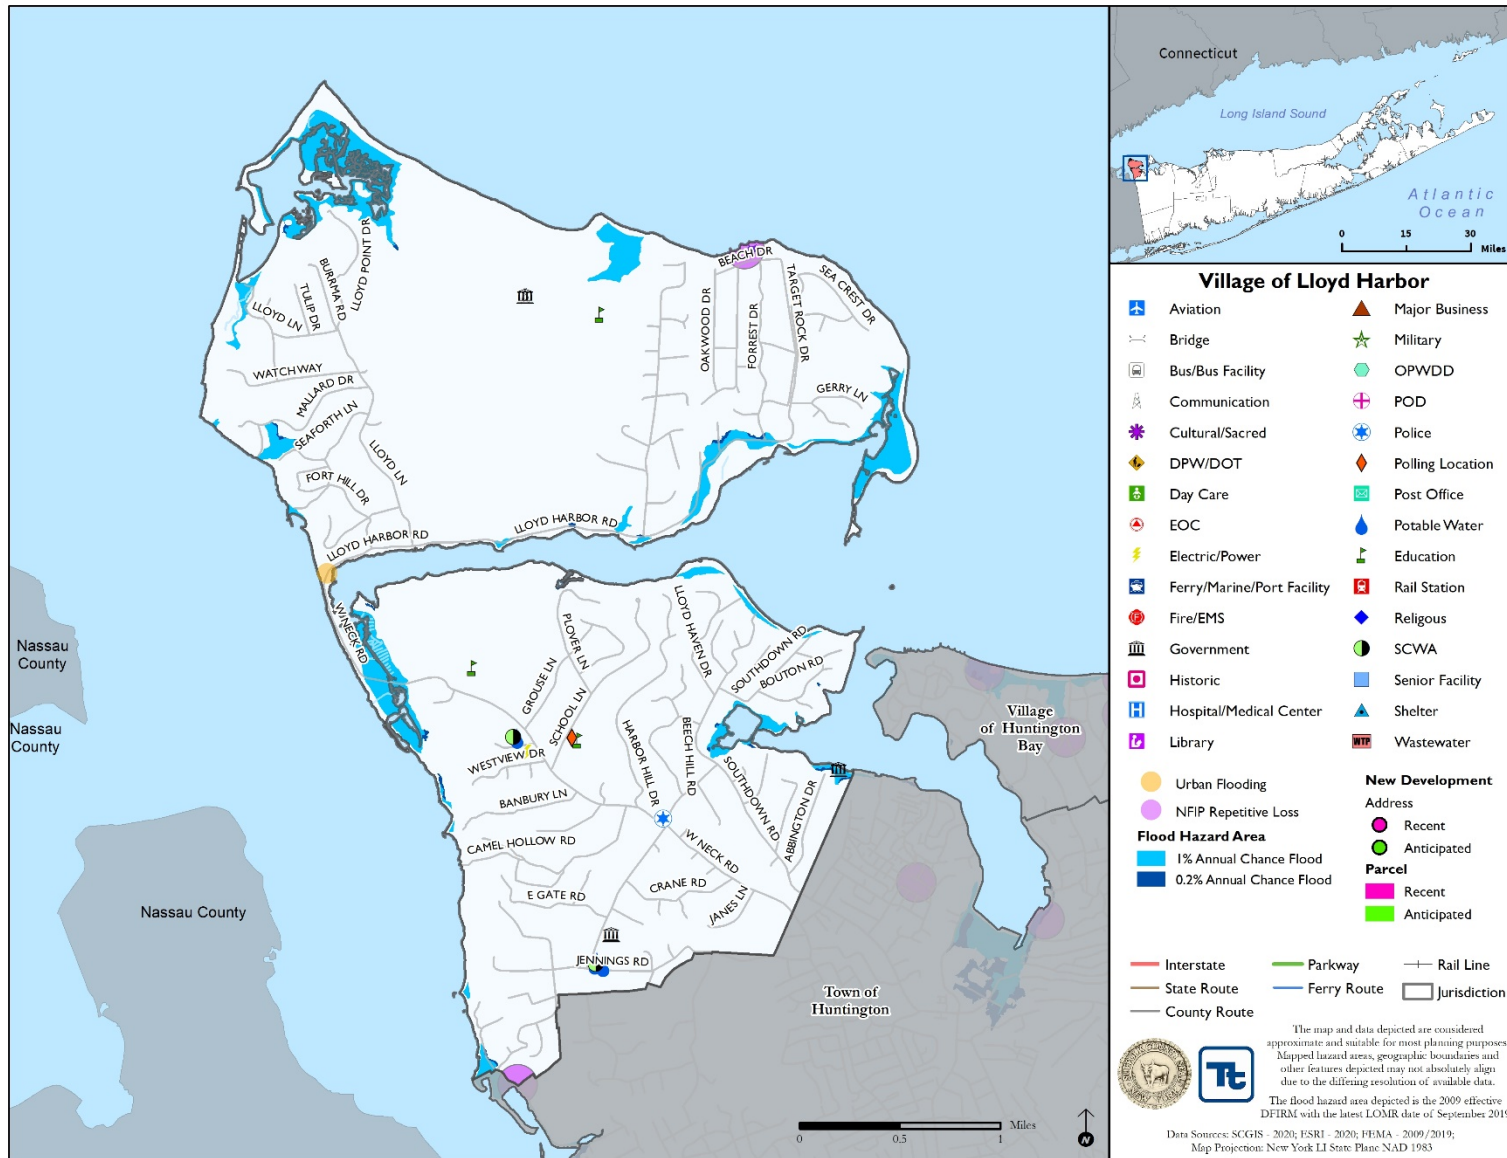 Connecticut
Long Island Sound
Atlantic
Ocean
0 15 30
Miles
BEACH DR
LLOYD POINT DR
BURRMA RD
TULIP DR
LLOYD LN
OAKWOOD DR
FORREST DR
TARGET ROCK DR
SEA CREST DR
WATCHWAY
MALLARD DR
SEAFORTH LN
GERRY LN
LLOYD LN
FORT HILL DR
LLOYD HARBOR RD
LLOYD HARBOR RD
W NECK RD
PLOVER LN
LLOYD HAVEN DR
SOUTHDOWN RD
BOUTON RD
GROUSE LN
SCHOOL LN
HARBOR HILL DR
BEECH HILL RD
WESTVIEW DR
BANBURY LN
SOUTHDOWN RD
ABBINGTON DR
CAMEL HOLLOW RD
W NECK RD
E GATE RD
CRANE RD
JANES LN
JENNINGS RD
Nassau
County
Nassau
County
Nassau County
Village
of Huntington
Bay
Town of
Huntington
Miles
0 0.5 1
N
Village of Lloyd Harbor
Aviation
Bridge
Bus/Bus Facility
Communication
Cultural/Sacred
DPW/DOT
Day Care
EOC
Electric/Power
Ferry/Marine/Port Facility
Fire/EMS
Government
Historic
Hospital/Medical Center
Library
Major Business
Military
OPWDD
POD
Police
Polling Location
Post Office
Potable Water
Education
Rail Station
Religous
SCWA
Senior Facility
Shelter
WTP Wastewater
Urban Flooding
NFIP Repetitive Loss
Flood Hazard Area
1% Annual Chance Flood
0.2% Annual Chance Flood
New Development
Address
Recent
Anticipated
Parcel
Recent
Anticipated
Interstate
State Route
County Route
Parkway
Ferry Route
Rail Line
Jurisdiction
Tt
The map and data depicted are considered
approximate and suitable for most planning purposes
Mapped hazard areas, geographic boundaries and
other features depicted may not absolutely align
due to the differing resolution of available data.
The flood hazard area depicted is the 2009 effective
DFIRM with the latest LOMR date of September 2019
Data Sources: SCGIS - 2020; ESRI - 2020; FEMA - 2009/2019;
Map Projection: New York LI State Plane NAD 1983